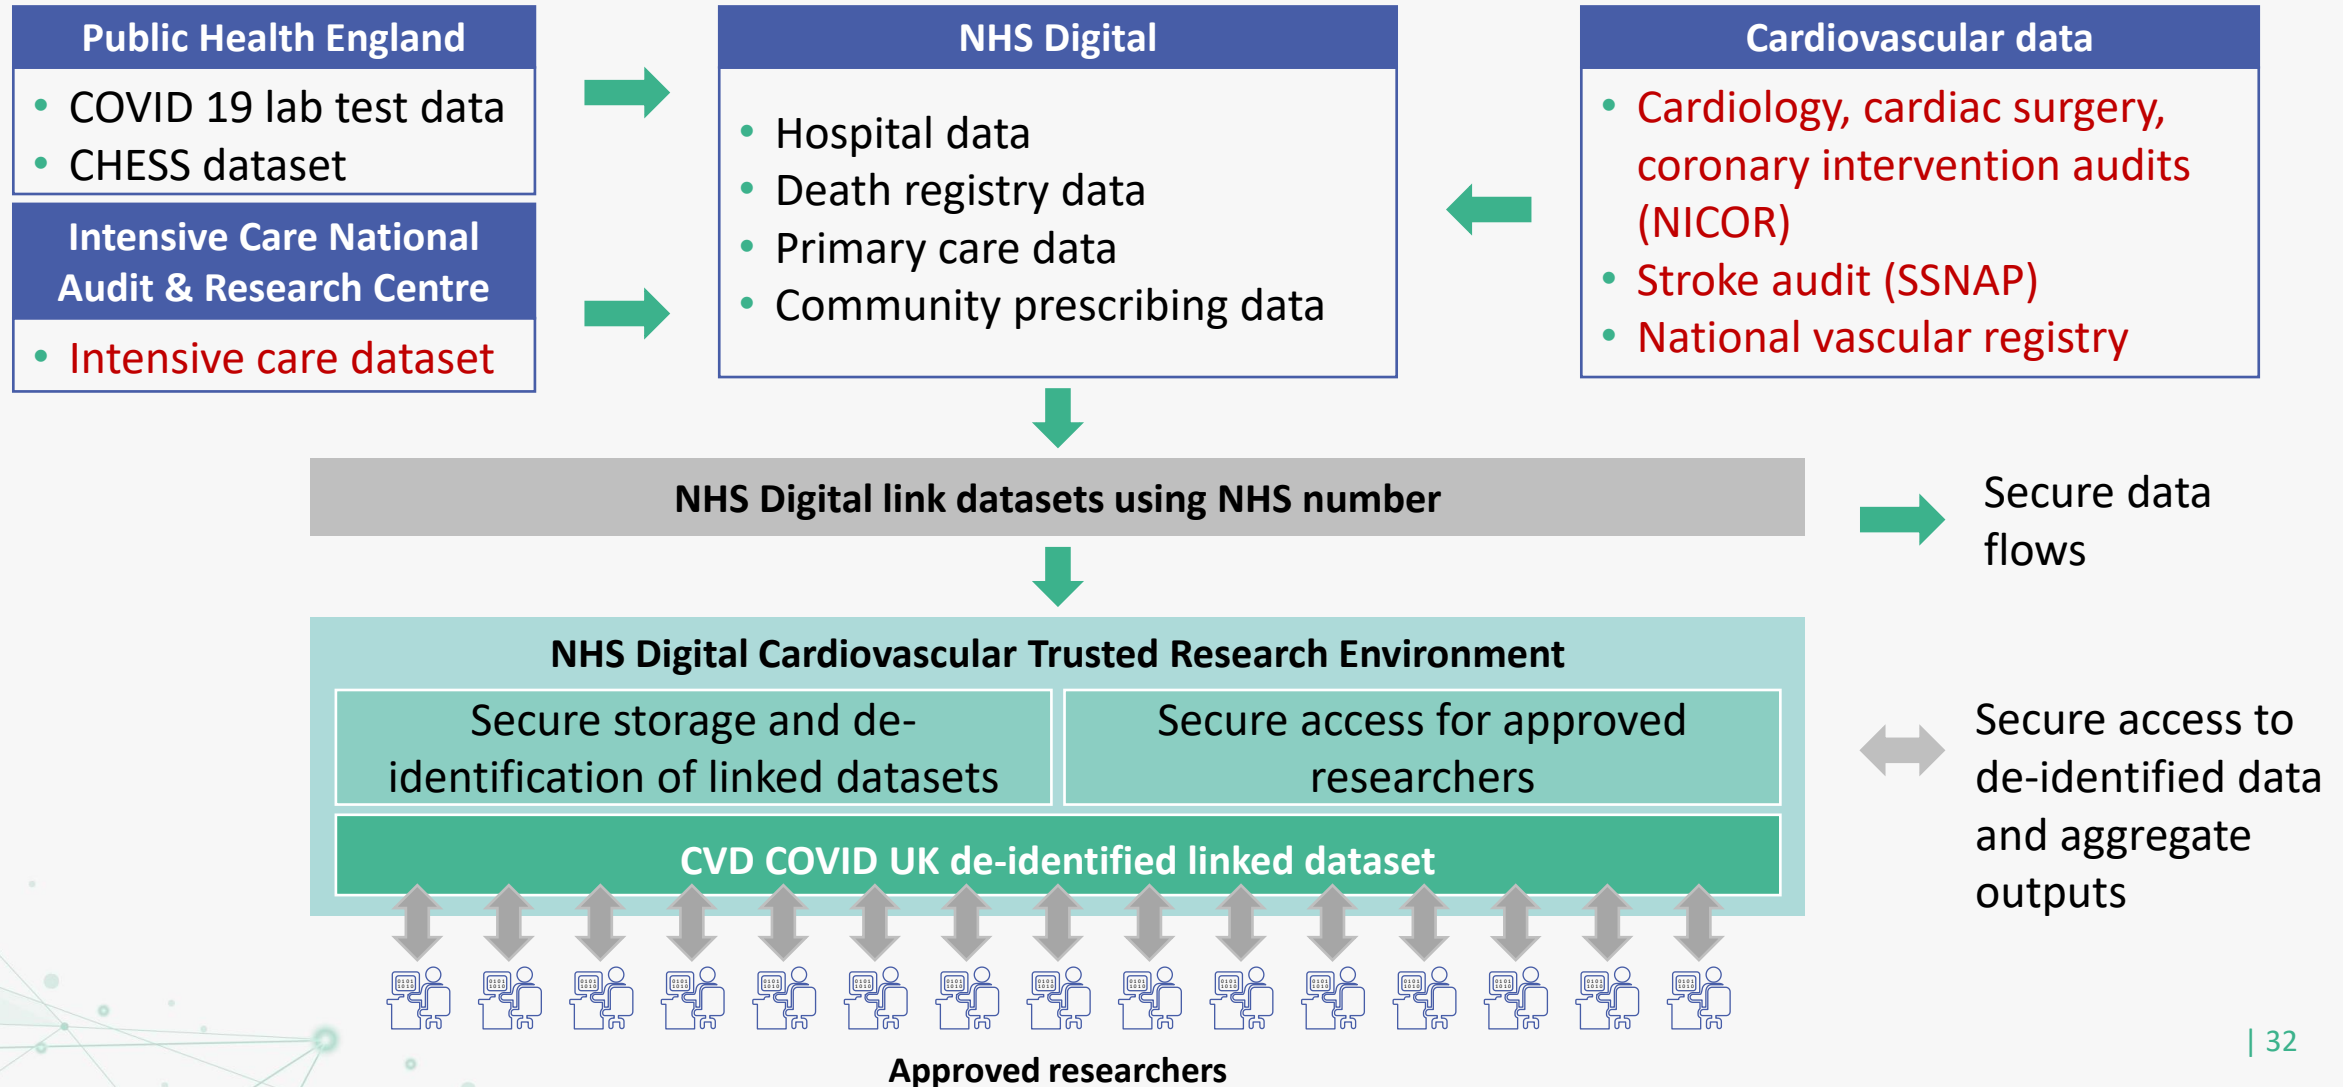 Public Health England
• COVID 19 lab test data
• CHESS dataset
Intensive Care National
Audit & Research Centre
• Intensive care dataset
NHS Digital
• Hospital data
• Death registry data
• Primary care data
• Community prescribing data
Cardiovascular data
• Cardiology, cardiac surgery,
coronary intervention audits
(NICOR)
• Stroke audit (SSNAP)
• National vascular registry
NHS Digital link datasets using NHS number
Secure data
flows
NHS Digital Cardiovascular Trusted Research Environment
Secure storage and de-
identification of linked datasets
Secure access for approved
researchers
CVD COVID UK de-identified linked dataset
Secure access to
de-identified data
and aggregate
outputs
Approved researchers
| 32